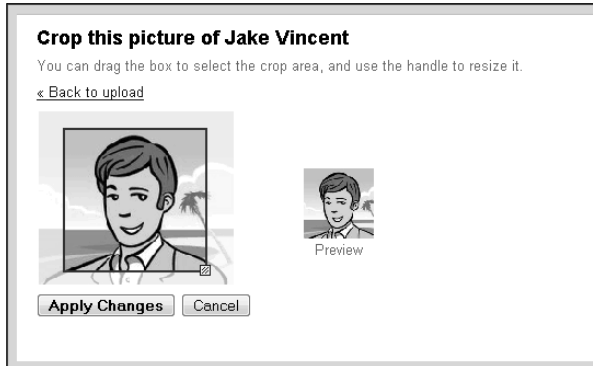 Crop this picture of Jake Vincent
You can drag the box to select the crop area, and use the handle to resize it.
« Back to upload
Preview
Apply Changes Cancel